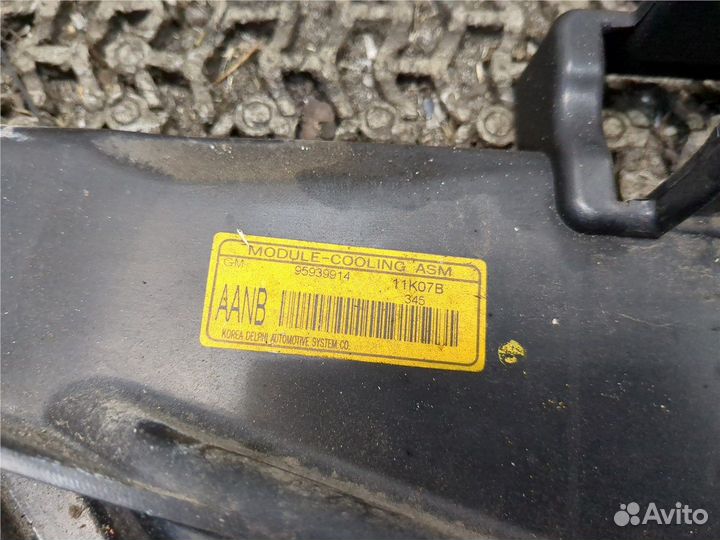 MODULE-COOLING ASM
GM 95939914 11K07B
AANB 345
KOREA DELPHI AUTOMOTIVE SYSTEM CO.
Avito